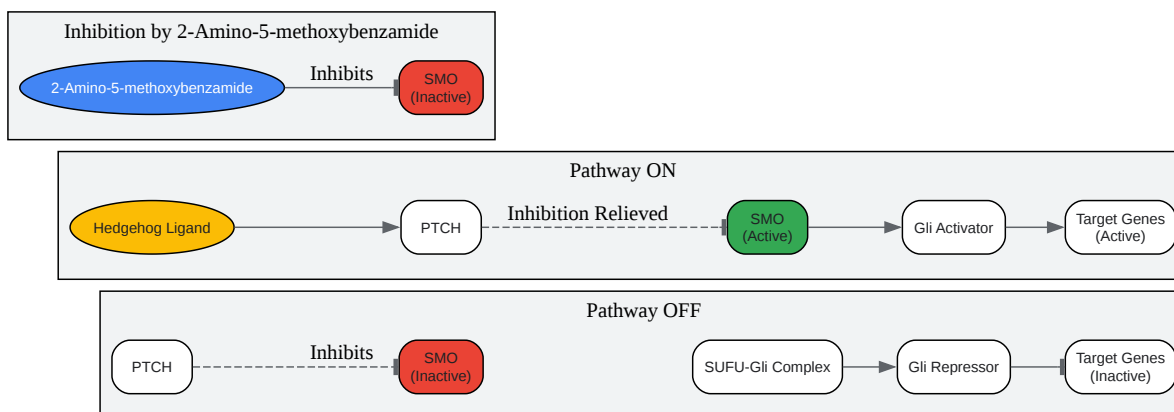 Inhibition by 2-Amino-5-methoxybenzamide
2-Amino-5-methoxybenzamide
Inhibits
SMO
(Inactive)
Pathway ON
Hedgehog Ligand
PTCH
Inhibition Relieved
SMO
(Active)
Gli Activator
Target Genes
(Active)
Pathway OFF
PTCH
Inhibits
SMO
(Inactive)
SUFU-Gli Complex
Gli Repressor
Target Genes
(Inactive)